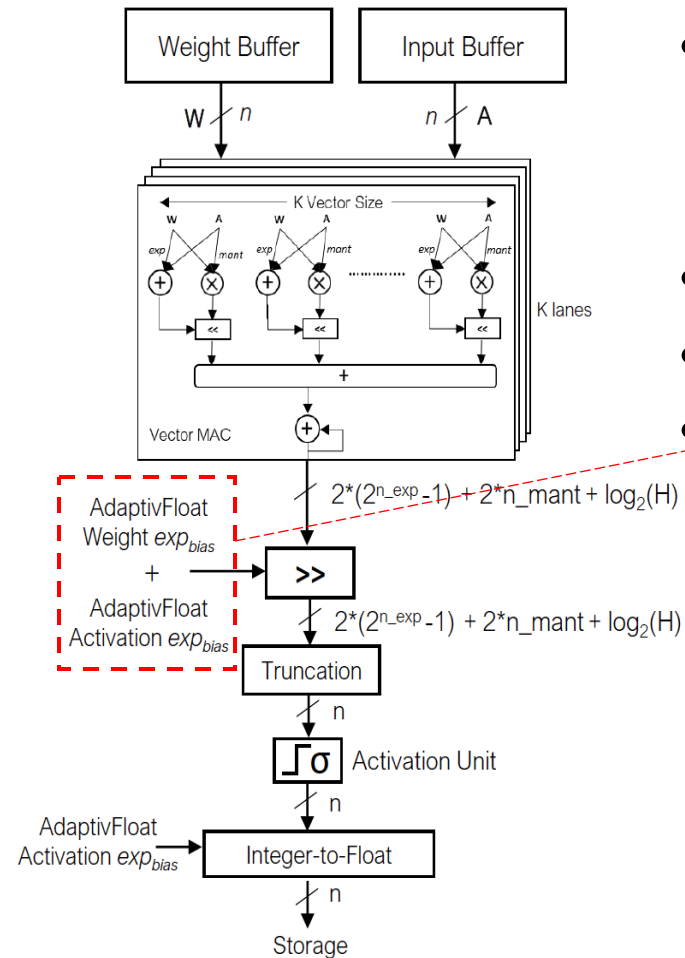 Weight Buffer
Input Buffer
W n
n A
K Vector Size
W A W A W A
exp mant exp mant exp mant
+ × + × + ×
<< << <<
K lanes
+
+
Vector MAC
2*(2^n_exp-1) + 2*n_mant + log₂(H)
AdaptivFloat
Weight exp_bias
+
AdaptivFloat
Activation exp_bias
>>
2*(2^n_exp-1) + 2*n_mant + log₂(H)
Truncation
n
σ
Activation Unit
n
AdaptivFloat
Activation exp_bias
Integer-to-Float
n
Storage